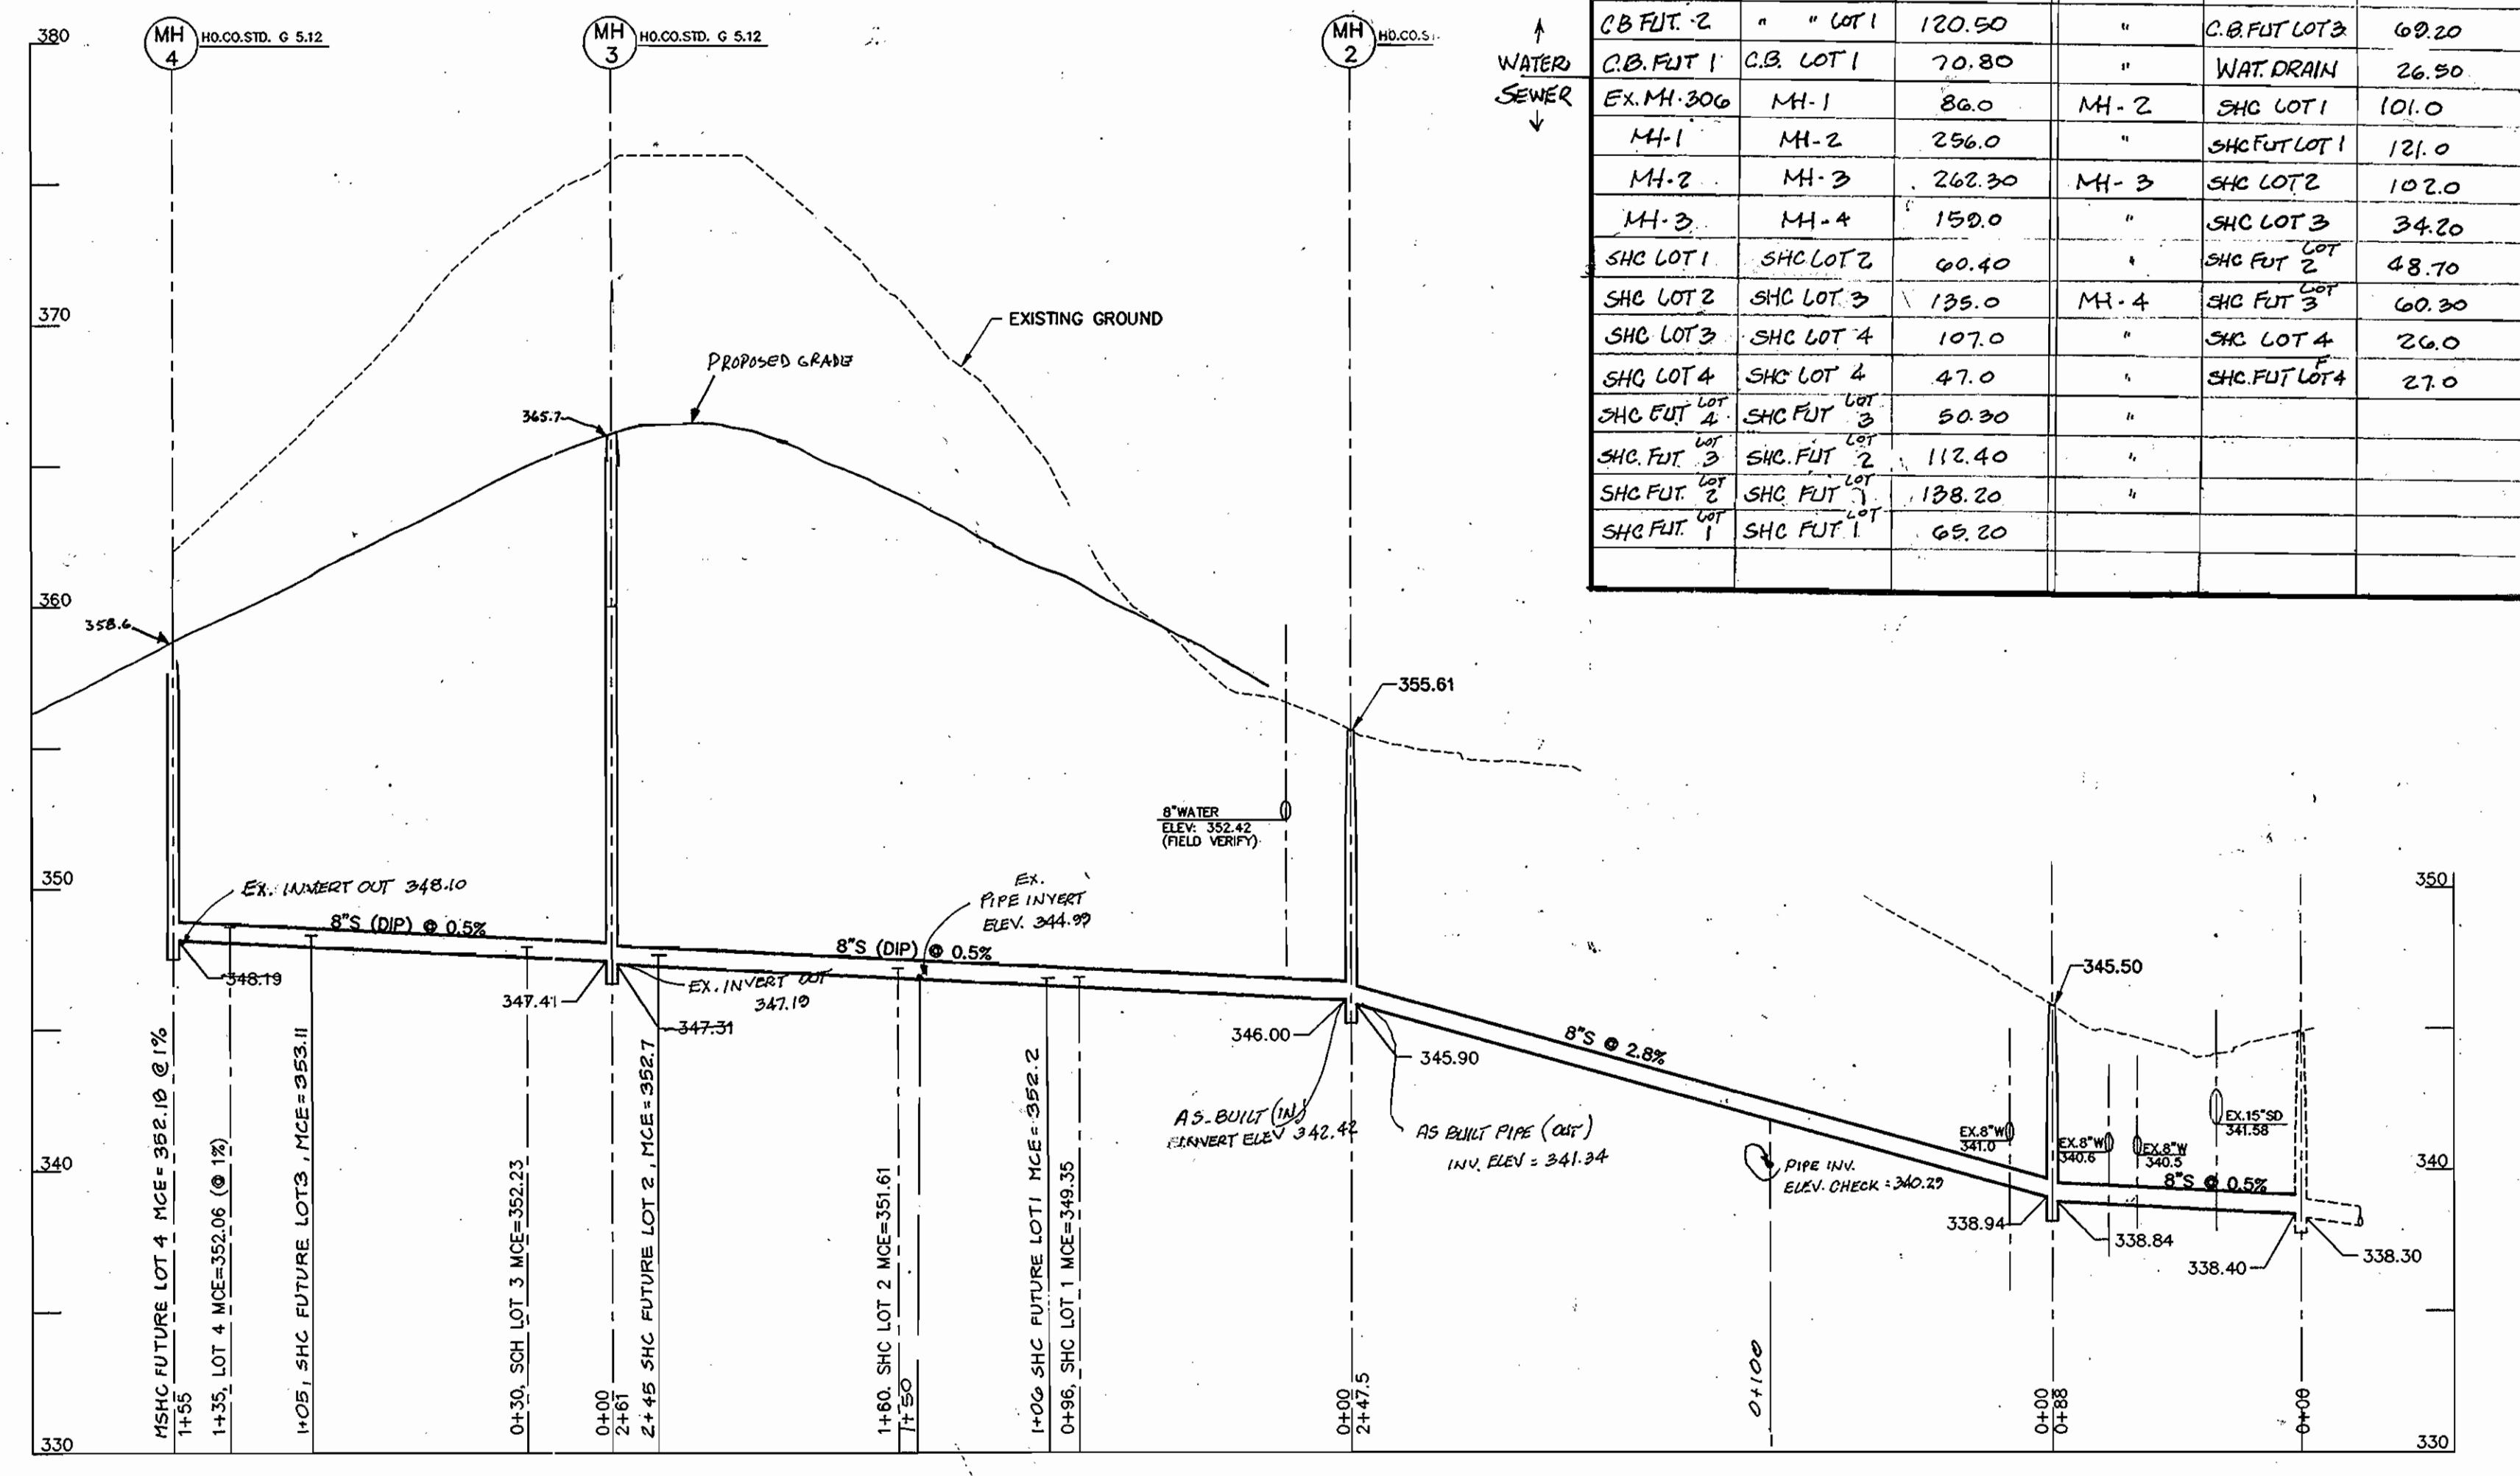 MH 4 HO.CO.STD. G 5.12
MH 3 HO.CO.STD. G 5.12
MH 2
380
370
360
350
340
330
WATER
SEWER
CB FUT. 2 " " LOT 1 120.50 " C.B. FUT LOT 3 69.20
C.B. FUT 1 C.B. LOT 1 70.80 " WAT. DRAIN 26.50
EX. MH-306 MH-1 86.0 MH-2 SHC LOT 1 101.0
MH-1 MH-2 256.0 " SHC FUT LOT 1 121.0
MH-2 MH-3 262.30 MH-3 SHC LOT 2 102.0
MH-3 MH-4 159.0 " SHC LOT 3 34.20
SHC LOT 1 SHC LOT 2 60.40 " SHC FUT LOT 2 48.70
SHC LOT 2 SHC LOT 3 135.0 MH-4 SHC FUT LOT 3 60.30
SHC LOT 3 SHC LOT 4 107.0 " SHC LOT 4 26.0
SHC LOT 4 SHC LOT 4 47.0 " SHC. FUT LOT 4 27.0
SHC FUT LOT 4 SHC FUT LOT 3 50.30 "
SHC. FUT LOT 3 SHC. FUT LOT 2 112.40 "
SHC FUT. LOT 2 SHC FUT LOT 1 138.20 "
SHC FUT. LOT 1 SHC FUT. LOT 1 65.20
EXISTING GROUND
PROPOSED GRADE
365.7
358.6
355.61
8"WATER
ELEV: 352.42
(FIELD VERIFY)
EX. INVERT OUT 348.10
8"S (DIP) @ 0.5%
348.19
347.41
EX. INVERT OUT
347.19
347.31
EX.
PIPE INVERT
ELEV. 344.99
8"S (DIP) @ 0.5%
346.00
345.90
8"S @ 2.8%
AS-BUILT (IN)
INVERT ELEV 342.42
AS BUILT PIPE (OUT)
INV. ELEV = 341.34
PIPE INV.
ELEV. CHECK = 340.29
350
345.50
EX.8"W
341.0
EX.8"W
340.6
EX.8"W
340.5
EX.15"SD
341.58
340
8"S @ 0.5%
338.94
338.84
338.40
338.30
330
MSHC FUTURE LOT 4 MCE = 352.18 @ 1%
1+55
1+35, LOT 4 MCE=352.06 (@ 1%)
1+05, SHC FUTURE LOT3, MCE=353.11
0+30, SCH LOT 3 MCE=352.23
0+00
2+61
2+45 SHC FUTURE LOT 2, MCE=352.7
1+60. SHC LOT 2 MCE=351.61
1+50
1+06 SHC FUTURE LOT1 MCE=352.2
0+96, SHC LOT 1 MCE=349.35
0+00
2+47.5
0+100
0+00
0+88
0+00